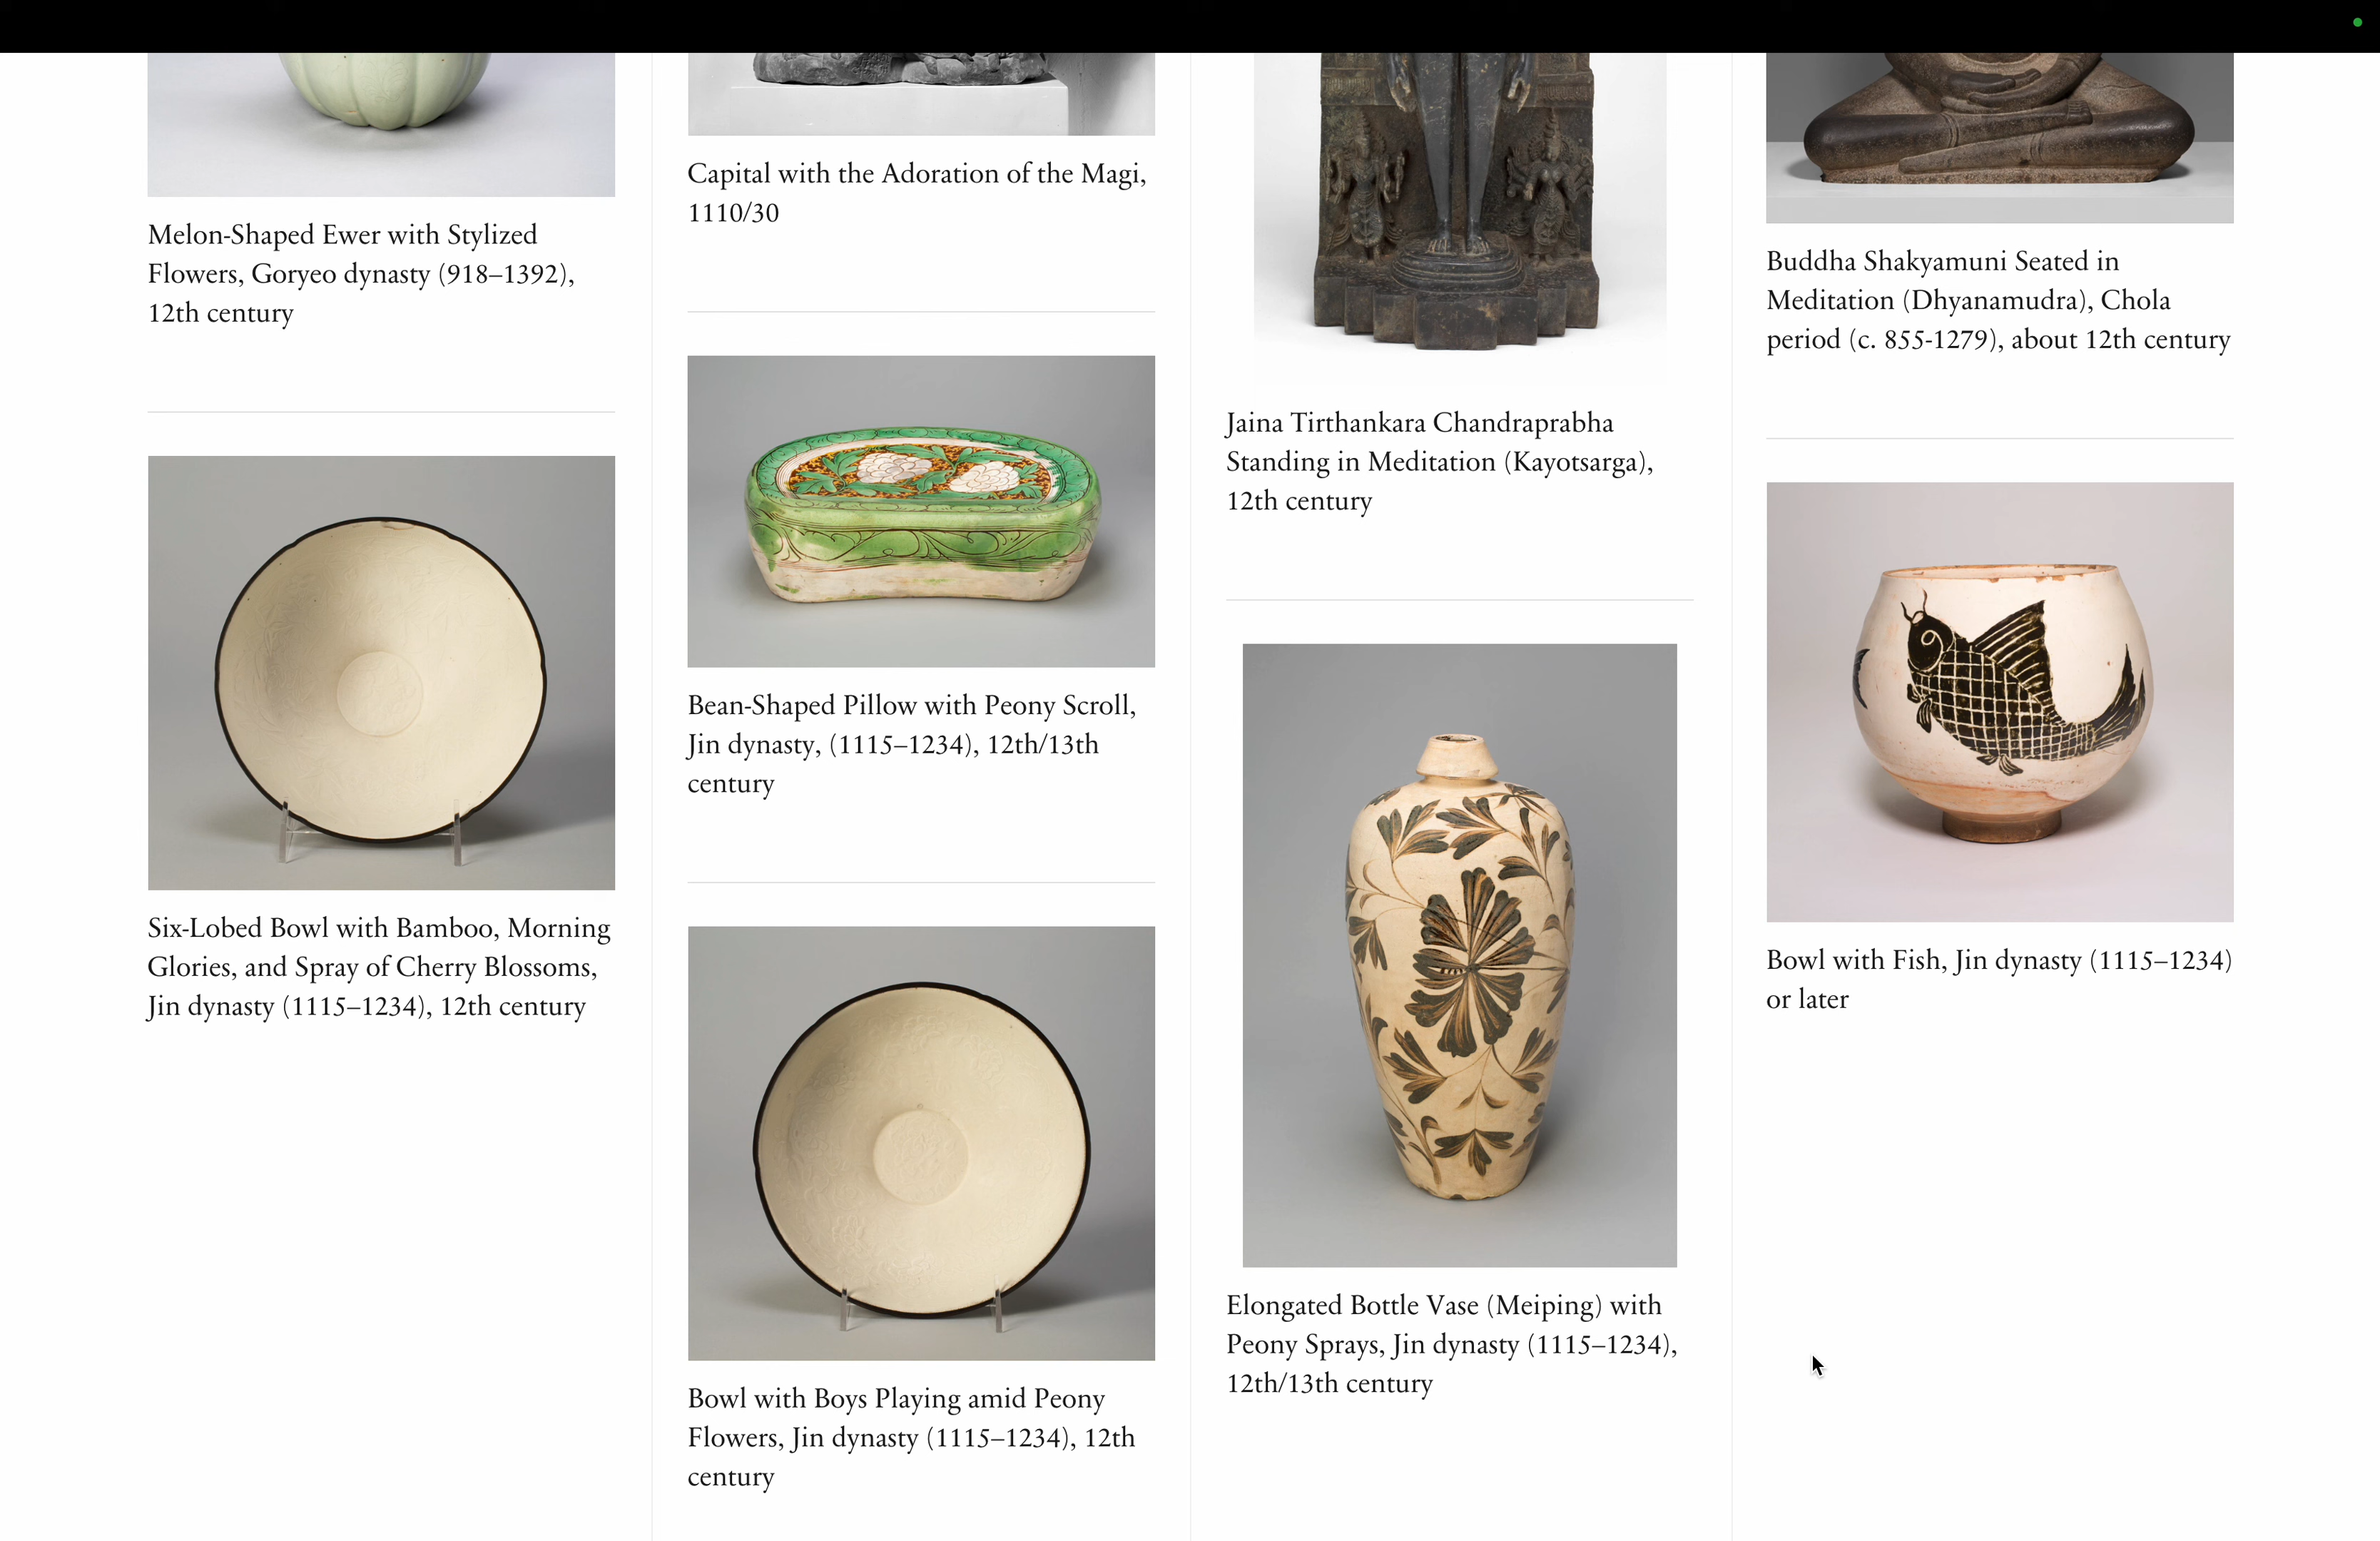 Melon-Shaped Ewer with Stylized
Flowers, Goryeo dynasty (918–1392),
12th century
Six-Lobed Bowl with Bamboo, Morning
Glories, and Spray of Cherry Blossoms,
Jin dynasty (1115–1234), 12th century
Capital with the Adoration of the Magi,
1110/30
Bean-Shaped Pillow with Peony Scroll,
Jin dynasty, (1115–1234), 12th/13th
century
Bowl with Boys Playing amid Peony
Flowers, Jin dynasty (1115–1234), 12th
century
Jaina Tirthankara Chandraprabha
Standing in Meditation (Kayotsarga),
12th century
Elongated Bottle Vase (Meiping) with
Peony Sprays, Jin dynasty (1115–1234),
12th/13th century
Buddha Shakyamuni Seated in
Meditation (Dhyanamudra), Chola
period (c. 855-1279), about 12th century
Bowl with Fish, Jin dynasty (1115–1234)
or later